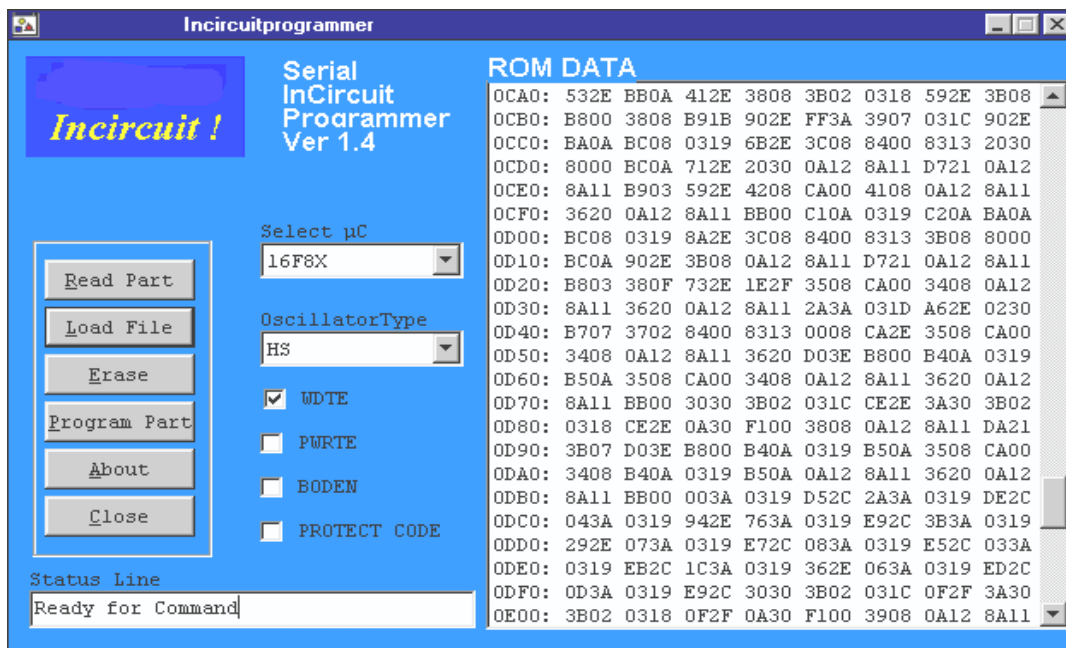 Incircuitprogrammer
Incircuit !
Serial
InCircuit
Programmer
Ver 1.4
Select µC
16F8X
OscillatorType
HS
WDTE
PWRTE
BODEN
PROTECT CODE
Read Part
Load File
Erase
Program Part
About
Close
Status Line
Ready for Command
ROM DATA
0CA0: 532E BB0A 412E 3808 3B02 0318 592E 3B08
0CB0: B800 3808 B91B 902E FF3A 3907 031C 902E
0CC0: BA0A BC08 0319 6B2E 3C08 8400 8313 2030
0CD0: 8000 BC0A 712E 2030 0A12 8A11 D721 0A12
0CE0: 8A11 B903 592E 4208 CA00 4108 0A12 8A11
0CF0: 3620 0A12 8A11 BB00 C10A 0319 C20A BA0A
0D00: BC08 0319 8A2E 3C08 8400 8313 3B08 8000
0D10: BC0A 902E 3B08 0A12 8A11 D721 0A12 8A11
0D20: B803 380F 732E 1E2F 3508 CA00 3408 0A12
0D30: 8A11 3620 0A12 8A11 2A3A 031D A62E 0230
0D40: B707 3702 8400 8313 0008 CA2E 3508 CA00
0D50: 3408 0A12 8A11 3620 D03E B800 B40A 0319
0D60: B50A 3508 CA00 3408 0A12 8A11 3620 0A12
0D70: 8A11 BB00 3030 3B02 031C CE2E 3A30 3B02
0D80: 0318 CE2E 0A30 F100 3808 0A12 8A11 DA21
0D90: 3B07 D03E B800 B40A 0319 B50A 3508 CA00
0DA0: 3408 B40A 0319 B50A 0A12 8A11 3620 0A12
0DB0: 8A11 BB00 003A 0319 D52C 2A3A 0319 DE2C
0DC0: 043A 0319 942E 763A 0319 E92C 3B3A 0319
0DD0: 292E 073A 0319 E72C 083A 0319 E52C 033A
0DE0: 0319 EB2C 1C3A 0319 362E 063A 0319 ED2C
0DF0: 0D3A 0319 E92C 3030 3B02 031C 0F2F 3A30
0E00: 3B02 0318 0F2F 0A30 F100 3908 0A12 8A11